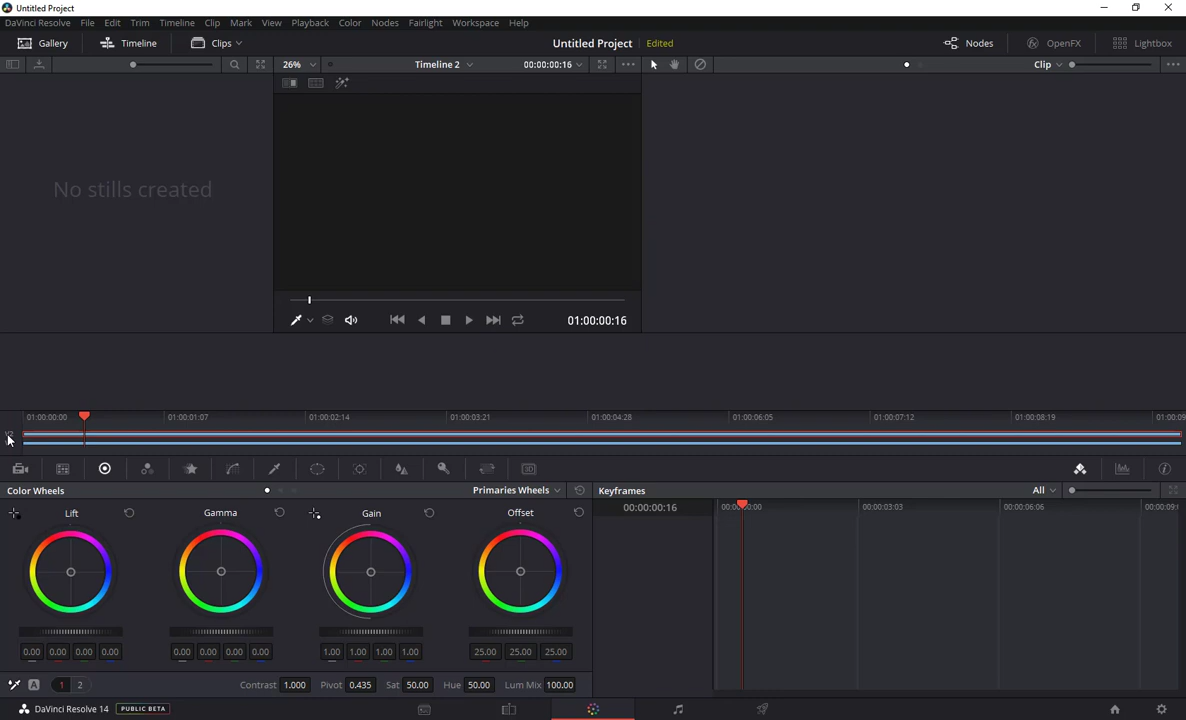 Untitled Project
DaVinci Resolve File Edit Trim Timeline Clip Mark View Playback Color Nodes Fairlight Workspace Help
Gallery Timeline Clips Untitled Project Edited Nodes OpenFX Lightbox
26% Timeline 2 00:00:00:16 Clip
No stills created
01:00:00:16
01:00:00:00 01:00:01:07 01:00:02:14 01:00:03:21 01:00:04:28 01:00:06:05 01:00:07:12 01:00:08:19 01:00:09
V2
3D
Color Wheels Primaries Wheels Keyframes All
Lift Gamma Gain Offset 00:00:00:16 00:00:03:03 00:00:06:06 00:00:09:
0.00 0.00 0.00 0.00 0.00 0.00 0.00 0.00 1.00 1.00 1.00 1.00 25.00 25.00 25.00
A 1 2 Contrast 1.000 Pivot 0.435 Sat 50.00 Hue 50.00 Lum Mix 100.00
DaVinci Resolve 14 PUBLIC BETA